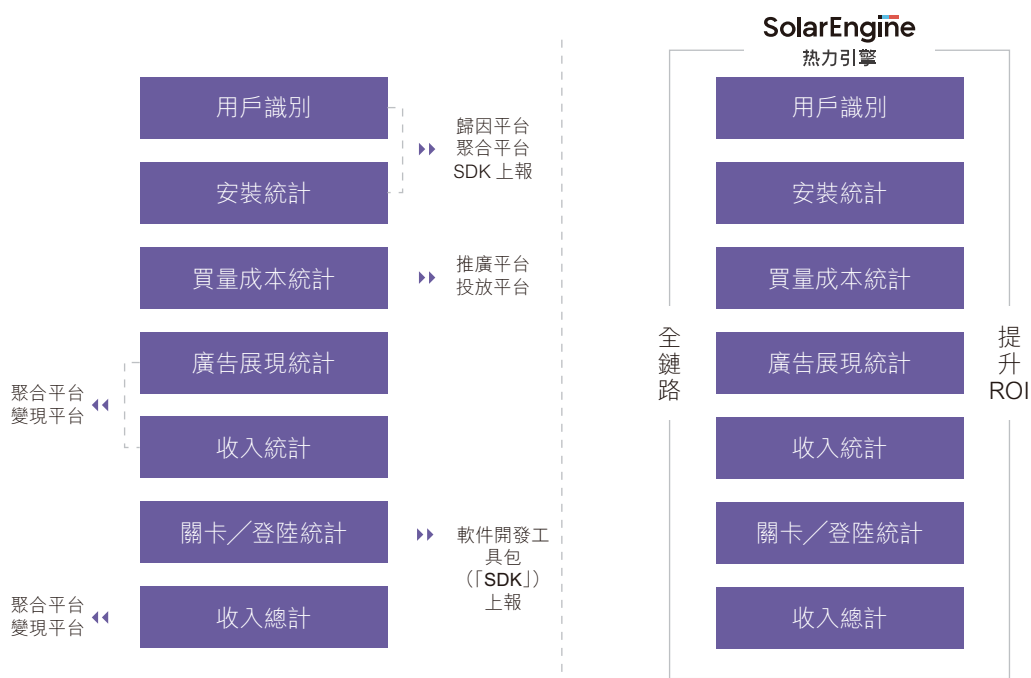 用戶識別
安裝統計
歸因平台
聚合平台
SDK 上報
買量成本統計
推廣平台
投放平台
廣告展現統計
收入統計
聚合平台
變現平台
關卡／登陸統計
軟件開發工
具包
（「SDK」）
上報
收入總計
聚合平台
變現平台
SolarEngine
热力引擎
用戶識別
安裝統計
買量成本統計
廣告展現統計
收入統計
關卡／登陸統計
收入總計
全
鏈
路
提
升
ROI